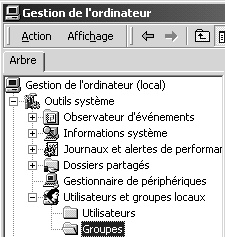 Gestion de l'ordinateur
Action Affichage
Arbre
Gestion de l'ordinateur (local)
Outils système
Observateur d'événements
Informations système
Journaux et alertes de performar
Dossiers partagés
Gestionnaire de périphériques
Utilisateurs et groupes locaux
Utilisateurs
Groupes